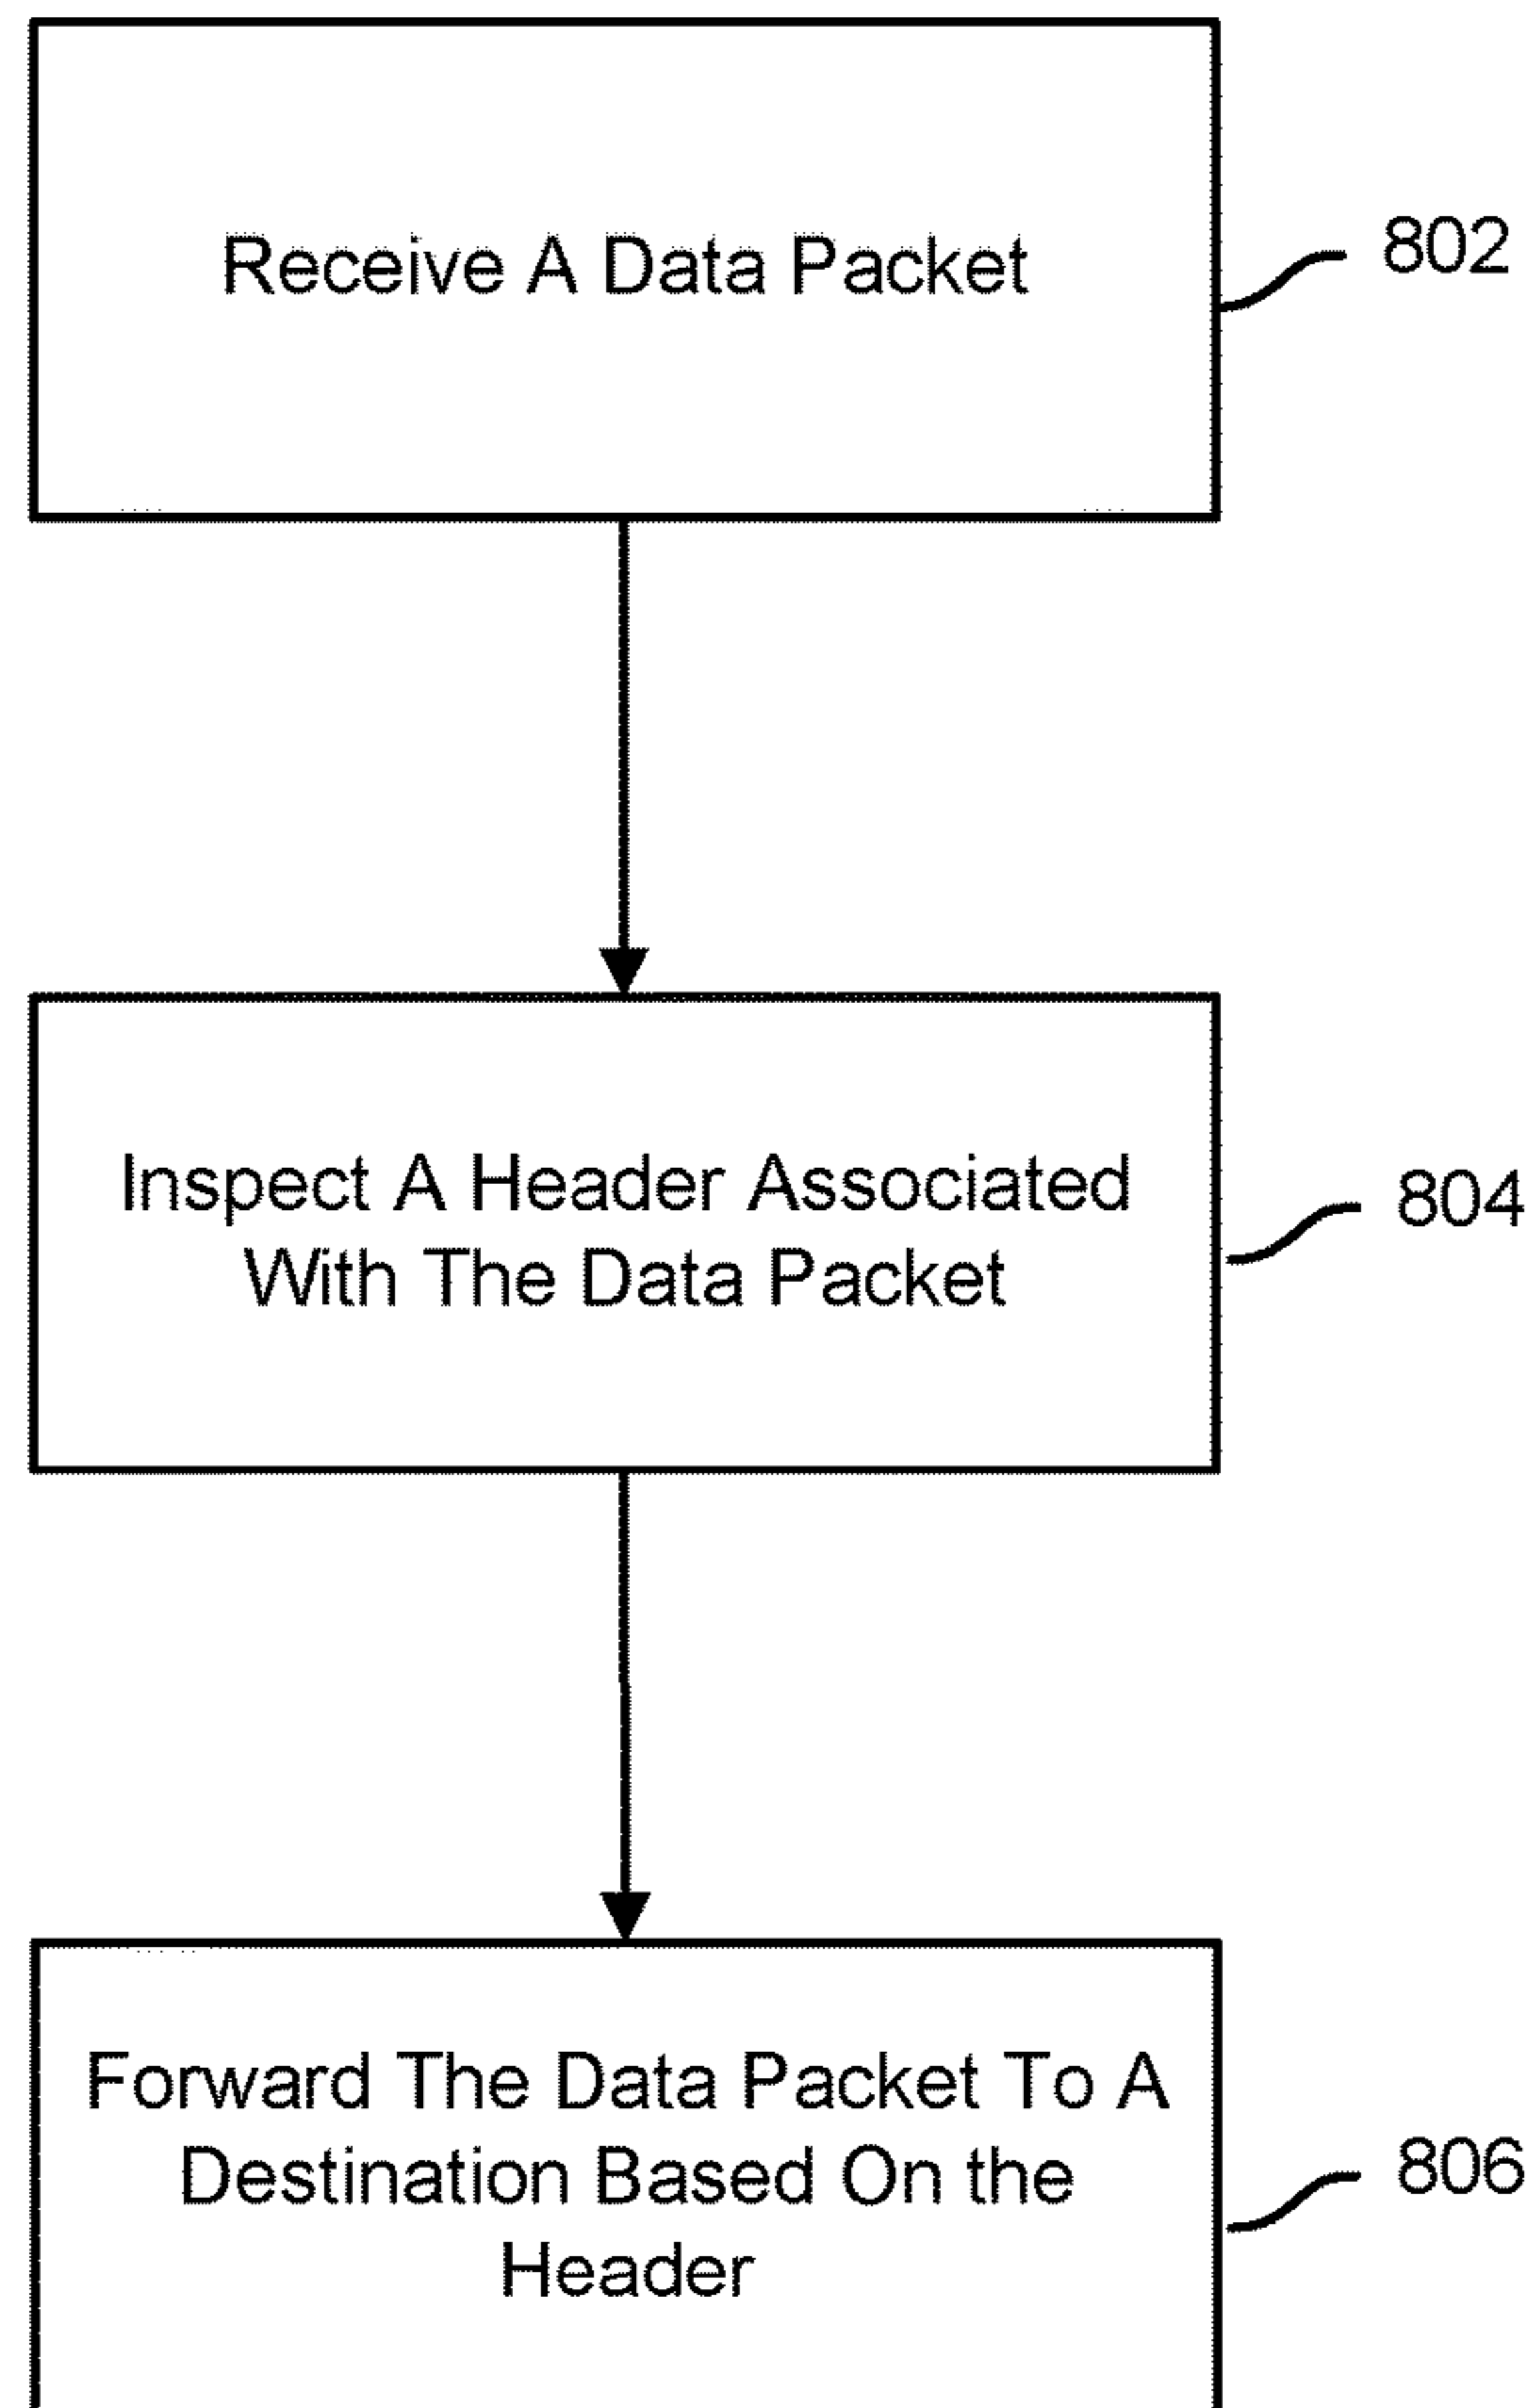 Receive A Data Packet
802
Inspect A Header Associated
With The Data Packet
804
Forward The Data Packet To A
Destination Based On the
Header
806